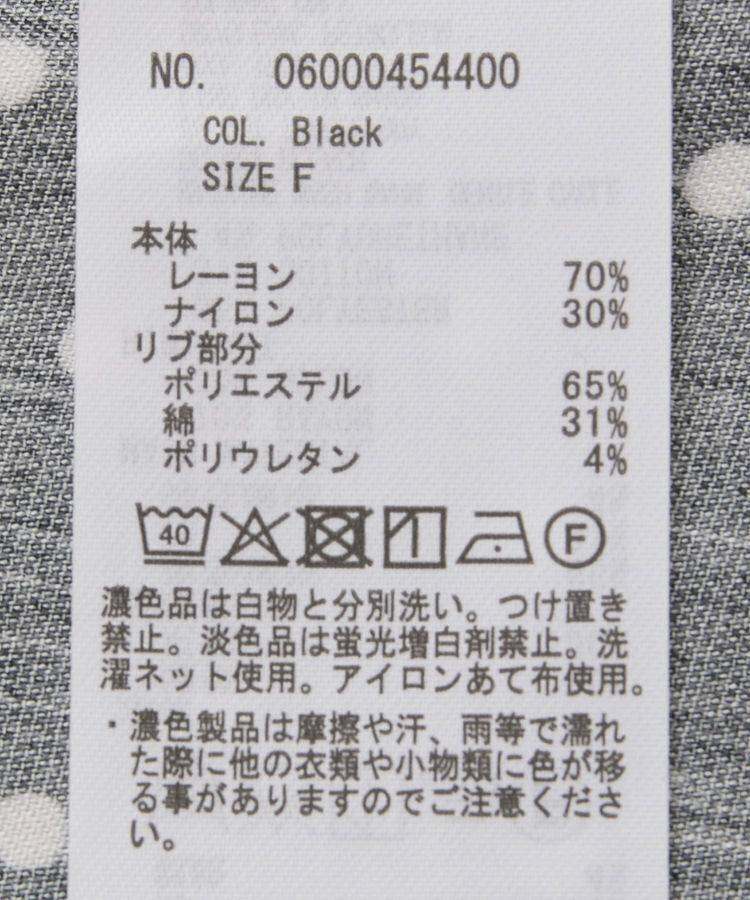 NO. 06000454400
COL. Black
SIZE F
本体
レーヨン 70%
ナイロン 30%
リブ部分
ポリエステル 65%
綿 31%
ポリウレタン 4%
40 F
濃色品は白物と分別洗い。つけ置き
禁止。淡色品は蛍光増白剤禁止。洗
濯ネット使用。アイロンあて布使用。
・濃色製品は摩擦や汗、雨等で濡れ
た際に他の衣類や小物類に色が移
る事がありますのでご注意くださ
い。